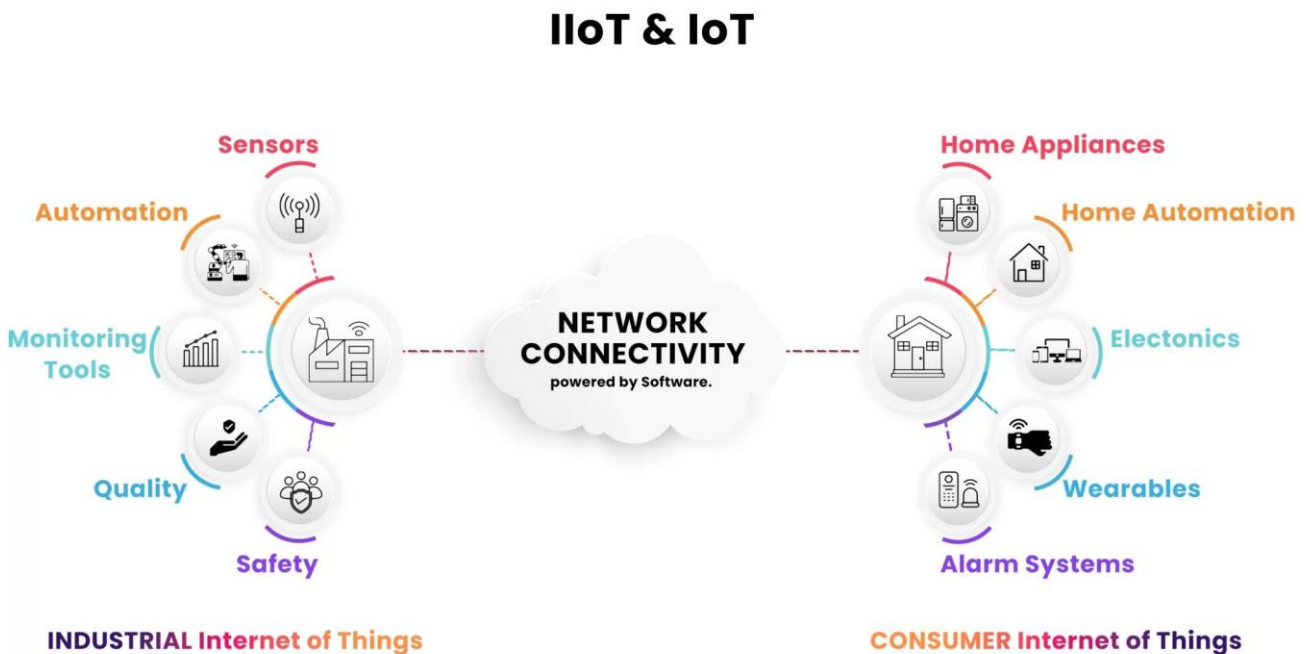 IIoT & IoT
Sensors
Automation
Monitoring
Tools
Quality
Safety
INDUSTRIAL Internet of Things
NETWORK
CONNECTIVITY
powered by Software.
Home Appliances
Home Automation
Electonics
Wearables
Alarm Systems
CONSUMER Internet of Things